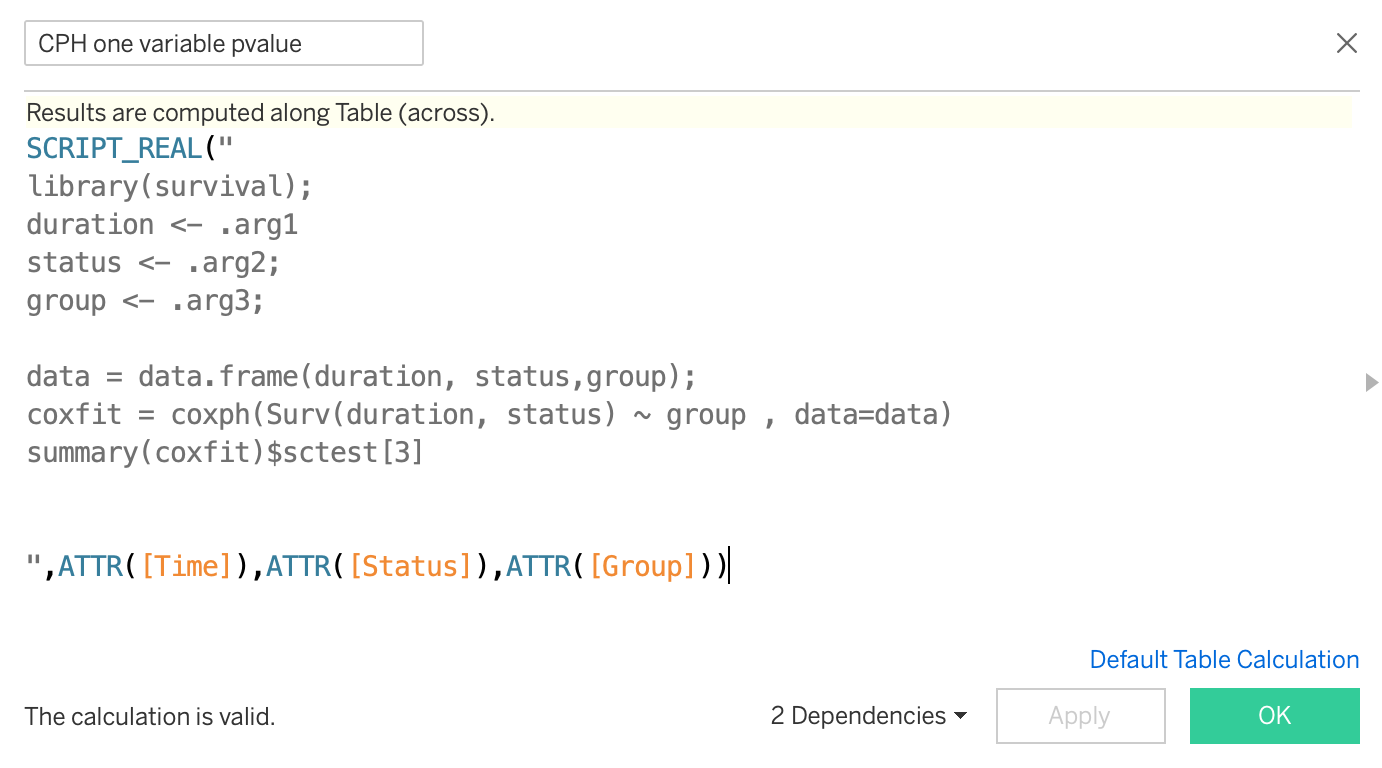 CPH one variable pvalue
Results are computed along Table (across).
SCRIPT_REAL("
library(survival);
duration <- .arg1
status <- .arg2;
group <- .arg3;
data = data.frame(duration, status,group);
coxfit = coxph(Surv(duration, status) ~ group , data=data)
summary(coxfit)$sctest[3]
",ATTR([Time]),ATTR([Status]),ATTR([Group]))
Default Table Calculation
The calculation is valid.
2 Dependencies
Apply
OK